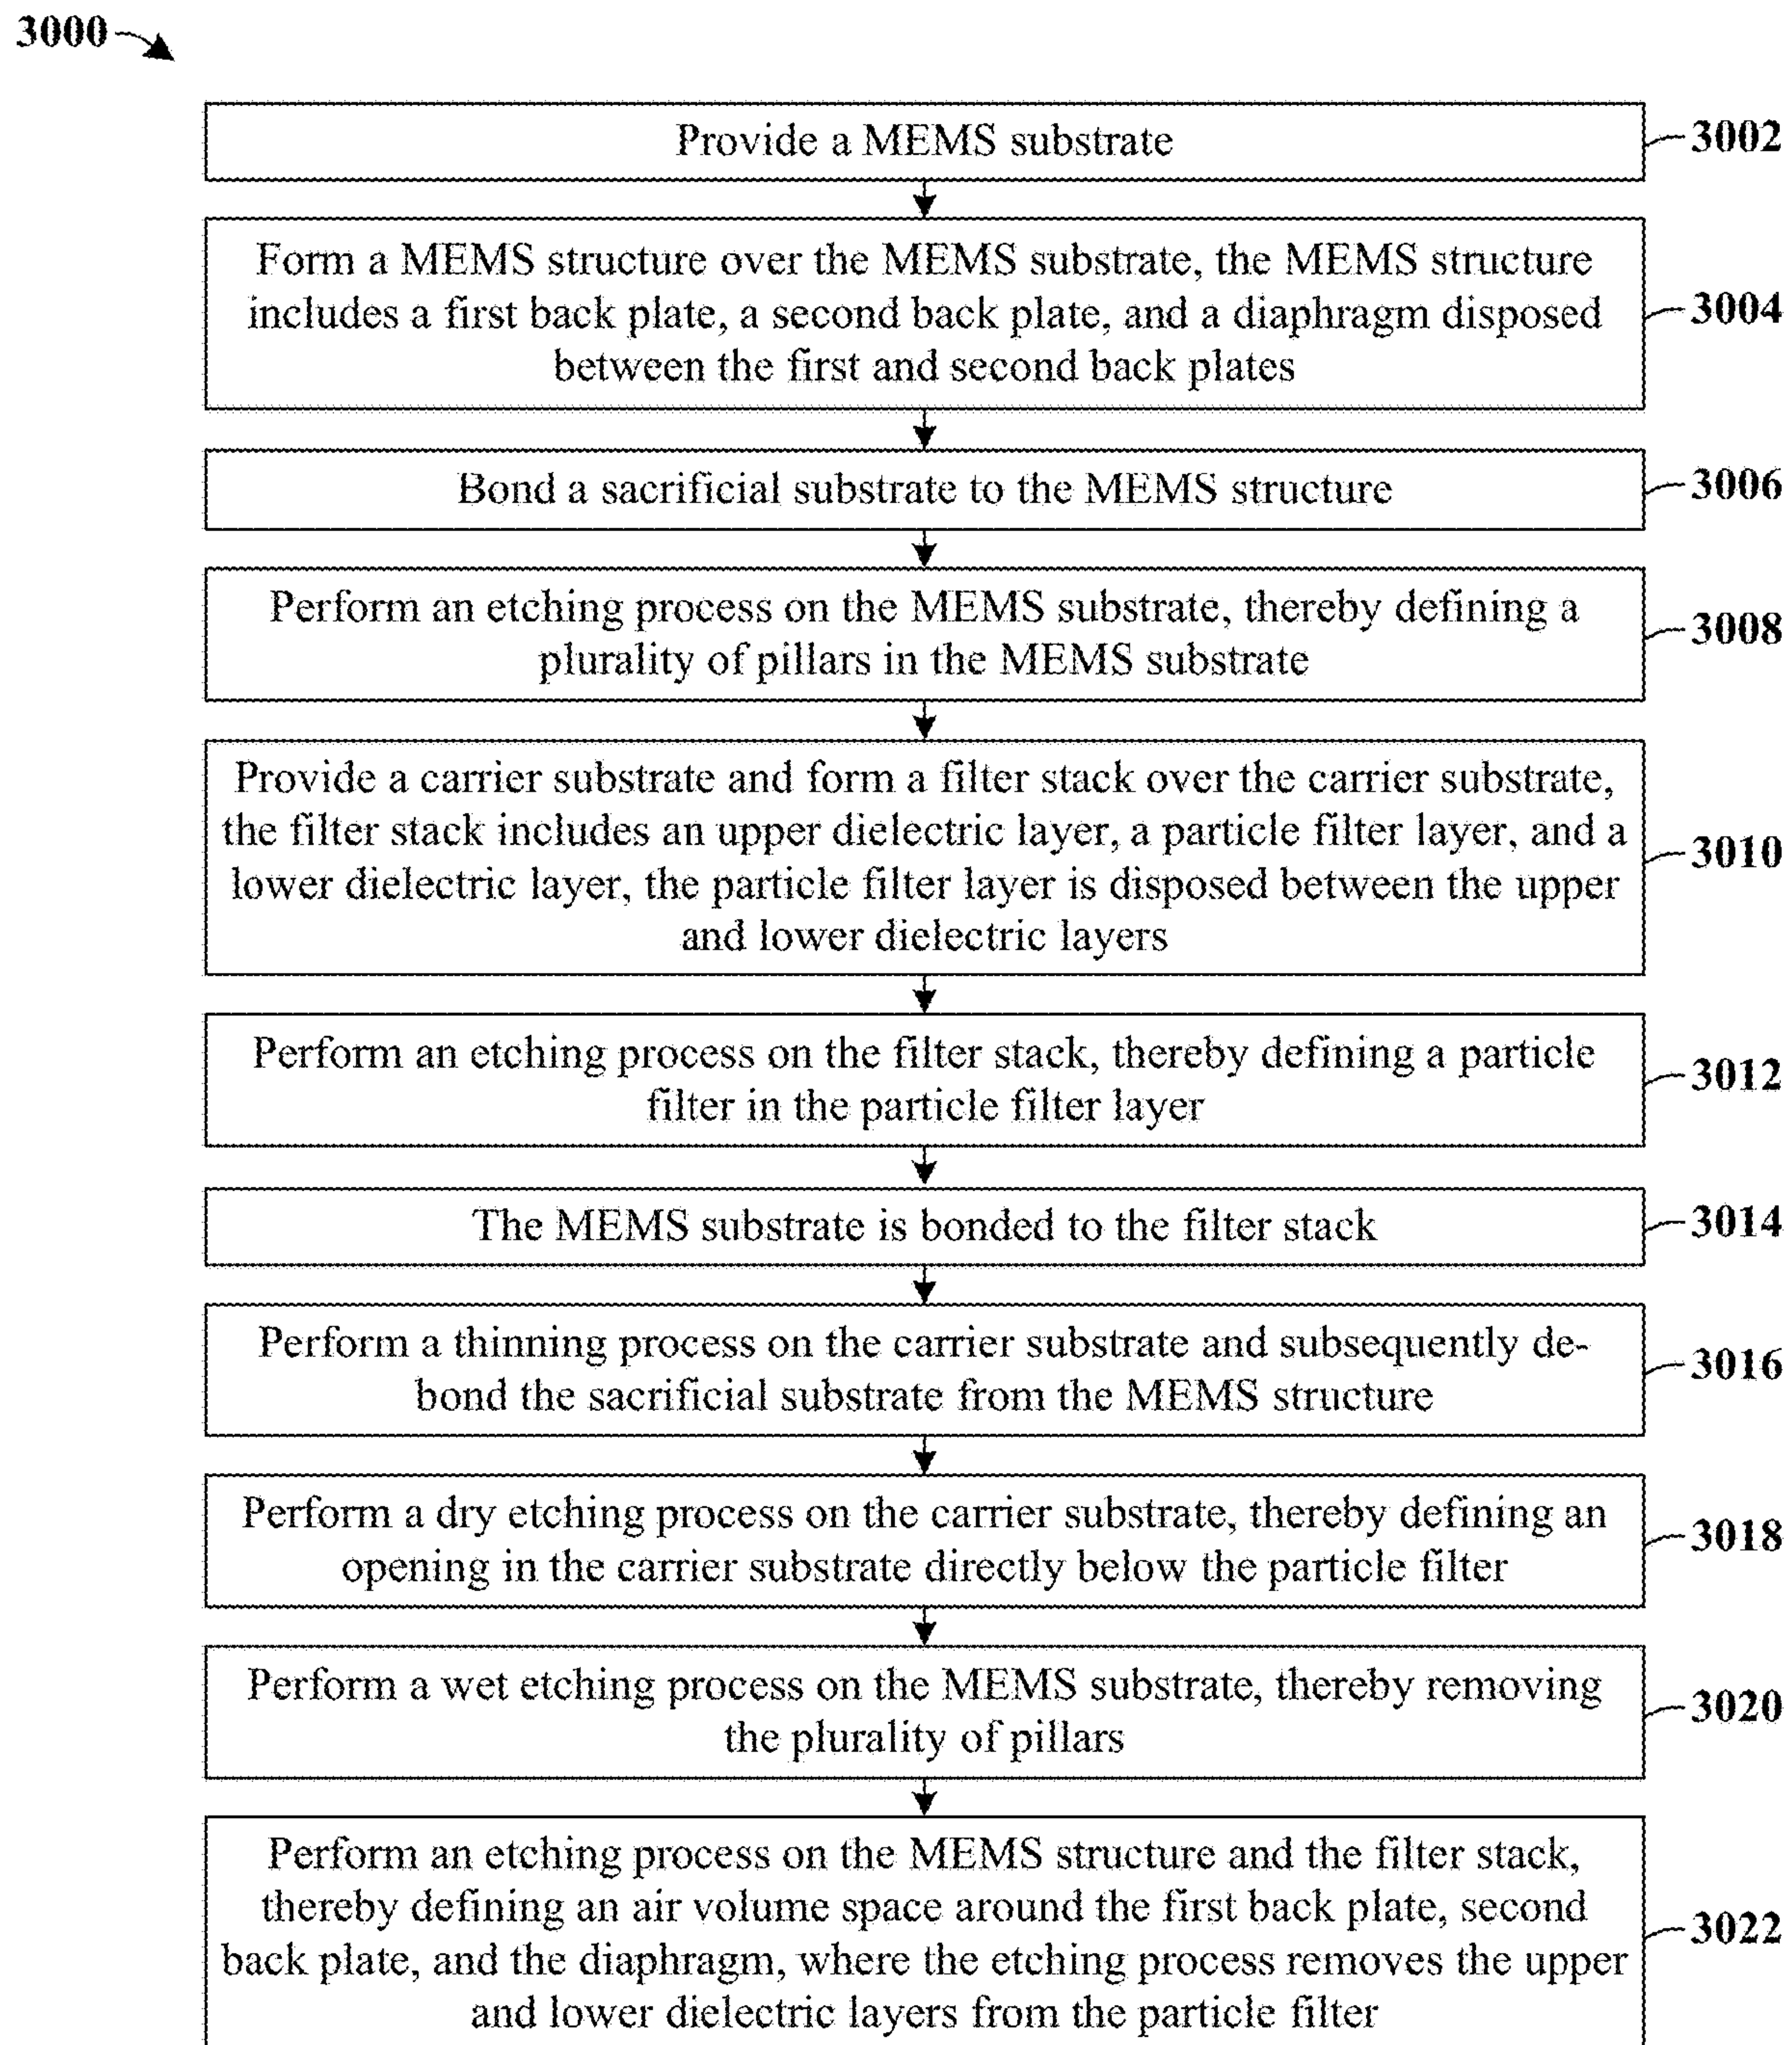 3000
Provide a MEMS substrate
3002
Form a MEMS structure over the MEMS substrate, the MEMS structure
includes a first back plate, a second back plate, and a diaphragm disposed
between the first and second back plates
3004
Bond a sacrificial substrate to the MEMS structure
3006
Perform an etching process on the MEMS substrate, thereby defining a
plurality of pillars in the MEMS substrate
3008
Provide a carrier substrate and form a filter stack over the carrier substrate,
the filter stack includes an upper dielectric layer, a particle filter layer, and a
lower dielectric layer, the particle filter layer is disposed between the upper
and lower dielectric layers
3010
Perform an etching process on the filter stack, thereby defining a particle
filter in the particle filter layer
3012
The MEMS substrate is bonded to the filter stack
3014
Perform a thinning process on the carrier substrate and subsequently de-
bond the sacrificial substrate from the MEMS structure
3016
Perform a dry etching process on the carrier substrate, thereby defining an
opening in the carrier substrate directly below the particle filter
3018
Perform a wet etching process on the MEMS substrate, thereby removing
the plurality of pillars
3020
Perform an etching process on the MEMS structure and the filter stack,
thereby defining an air volume space around the first back plate, second
back plate, and the diaphragm, where the etching process removes the upper
and lower dielectric layers from the particle filter
3022